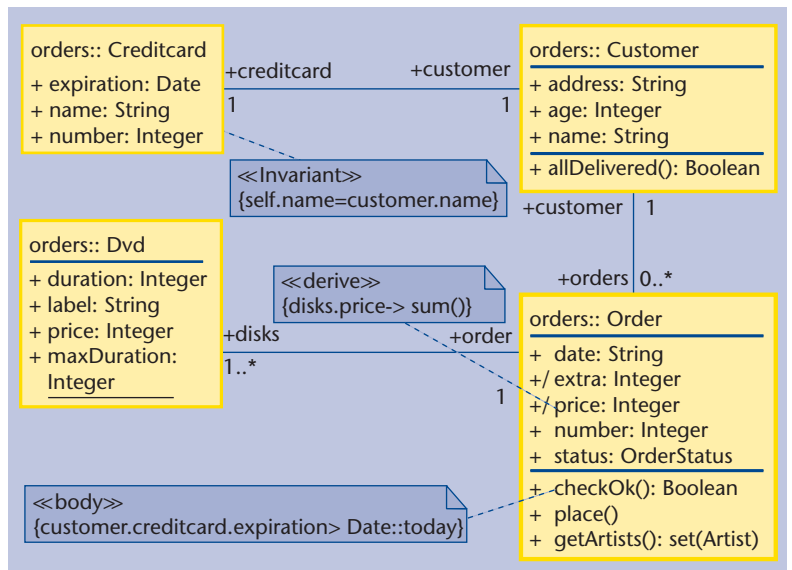 orders:: Creditcard
+ expiration: Date
+ name: String
+ number: Integer
+creditcard
1
+customer
1
orders:: Customer
+ address: String
+ age: Integer
+ name: String
+ allDelivered(): Boolean
≪Invariant≫
{self.name=customer.name}
+customer
1
+orders
0..*
orders:: Dvd
+ duration: Integer
+ label: String
+ price: Integer
+ maxDuration:
Integer
≪derive≫
{disks.price-> sum()}
+disks
1..*
+order
1
orders:: Order
+ date: String
+/ extra: Integer
+/ price: Integer
+ number: Integer
+ status: OrderStatus
+ checkOk(): Boolean
+ place()
+ getArtists(): set(Artist)
≪body≫
{customer.creditcard.expiration> Date::today}